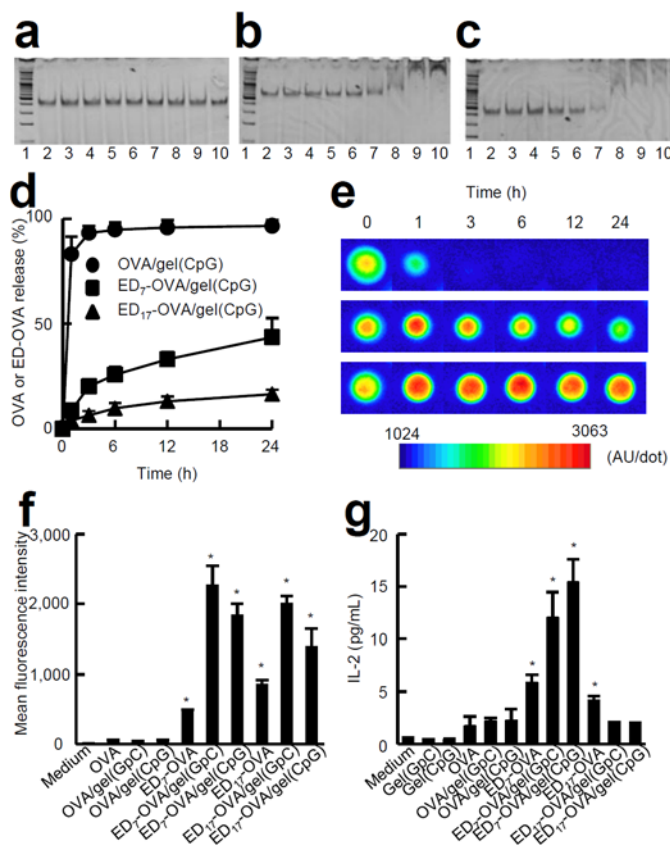 a b c
1 2 3 4 5 6 7 8 9 10 1 2 3 4 5 6 7 8 9 10 1 2 3 4 5 6 7 8 9 10
d
OVA or ED-OVA release (%)
100
50
0
OVA/gel(CpG)
ED7-OVA/gel(CpG)
ED17-OVA/gel(CpG)
0 6 12 18 24
Time (h)
e
Time (h)
0 1 3 6 12 24
1024 3063
(AU/dot)
f
Mean fluorescence intensity
3,000
2,000
1,000
0
* * * * * *
Medium
OVA
OVA/gel(GpC)
OVA/gel(CpG)
ED7-OVA
ED7-OVA/gel(GpC)
ED7-OVA/gel(CpG)
ED17-OVA
ED17-OVA/gel(GpC)
ED17-OVA/gel(CpG)
g
IL-2 (pg/mL)
20
15
10
5
0
* * * *
Medium
Gel(GpC)
Gel(CpG)
OVA
OVA/gel(GpC)
OVA/gel(CpG)
ED7-OVA
ED7-OVA/gel(GpC)
ED7-OVA/gel(CpG)
ED17-OVA
ED17-OVA/gel(GpC)
ED17-OVA/gel(CpG)